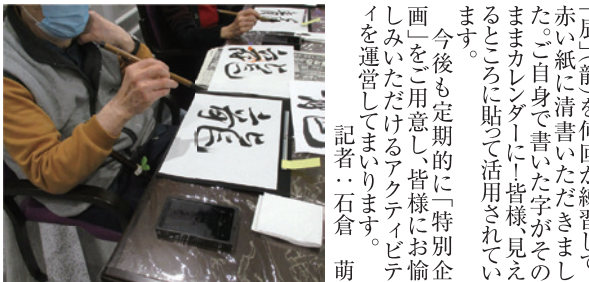 「辰」(龍)を何回か練習して
赤い紙に清書いただきまし
た。ご自身で書いた字がその
ままカレンダーに！皆様、見え
るところに貼って活用されてい
ます。
今後も定期的に「特別企
画」をご用意し、皆様にお愉
しみいただけるアクティビテ
ィを運営してまいります。
記者：石倉　萌
龍
龍